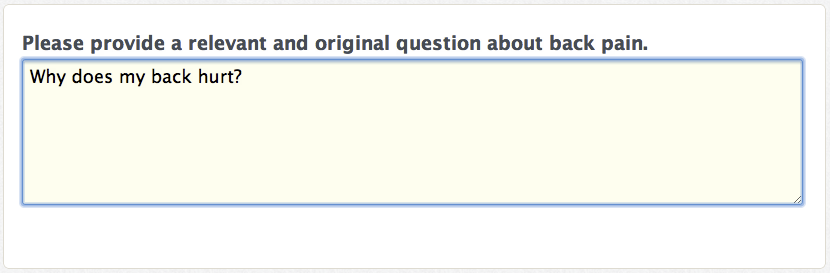 Please provide a relevant and original question about back pain.
Why does my back hurt?